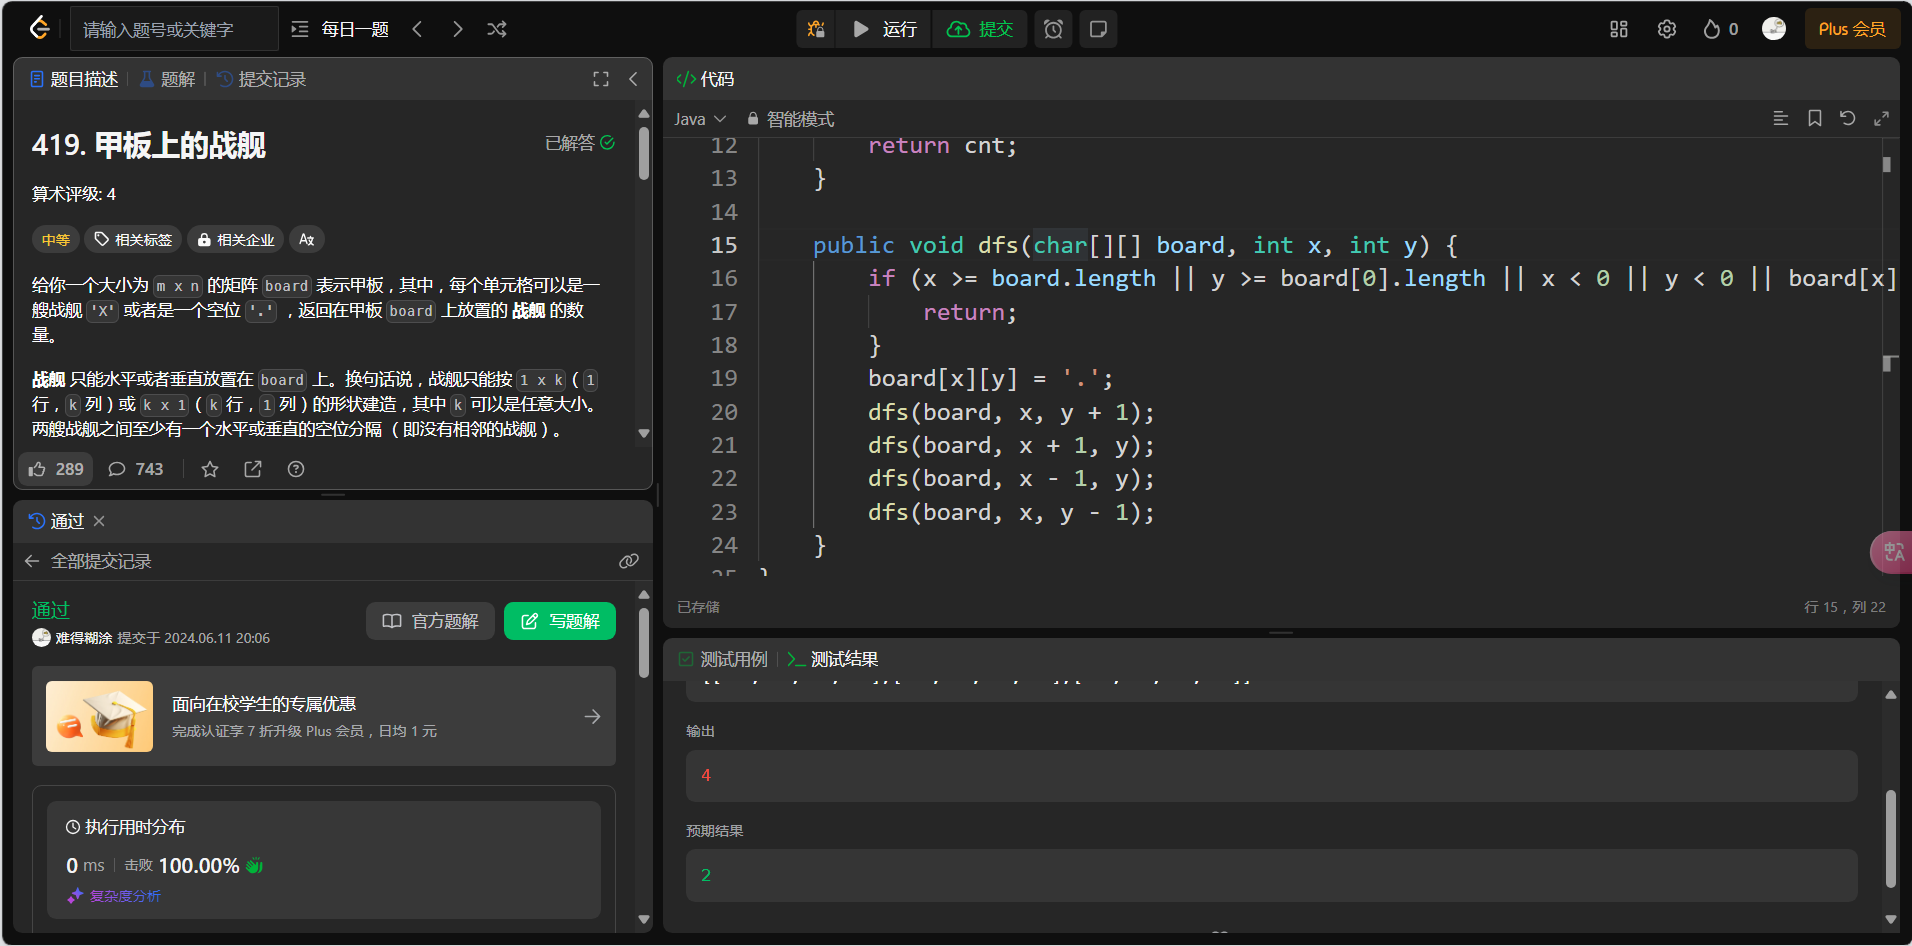 请输入题号或关键字
每日一题
运行
提交
0
Plus 会员
题目描述
题解
提交记录
419. 甲板上的战舰
已解答
算术评级: 4
中等
相关标签
相关企业
给你一个大小为 m x n 的矩阵 board 表示甲板，其中，每个单元格可以是一
艘战舰 'X' 或者是一个空位 '.' ，返回在甲板 board 上放置的 战舰 的数
量。
战舰 只能水平或者垂直放置在 board 上。换句话说，战舰只能按 1 x k（1
行，k 列）或 k x 1（k 行，1 列）的形状建造，其中 k 可以是任意大小。
两艘战舰之间至少有一个水平或垂直的空位分隔 （即没有相邻的战舰）。
289
743
通过
全部提交记录
通过
难得糊涂 提交于 2024.06.11 20:06
官方题解
写题解
面向在校学生的专属优惠
完成认证享 7 折升级 Plus 会员，日均 1 元
执行用时分布
0 ms
击败 100.00%
复杂度分析
</> 代码
Java
智能模式
12 return cnt;
13 }
14
15 public void dfs(char[][] board, int x, int y) {
16 if (x >= board.length || y >= board[0].length || x < 0 || y < 0 || board[x]
17 return;
18 }
19 board[x][y] = '.';
20 dfs(board, x, y + 1);
21 dfs(board, x + 1, y);
22 dfs(board, x - 1, y);
23 dfs(board, x, y - 1);
24 }
已存储
行 15，列 22
测试用例
测试结果
输出
4
预期结果
2